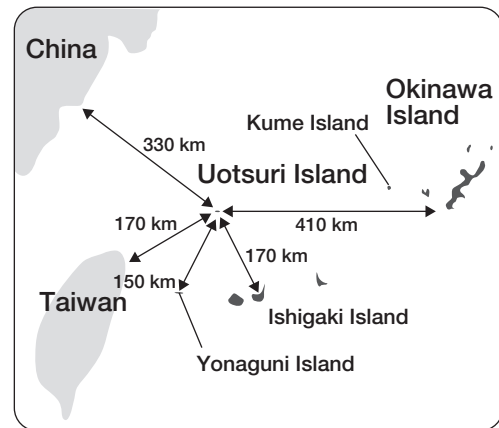 China
Okinawa
Island
Kume Island
330 km
Uotsuri Island
170 km
410 km
170 km
150 km
Taiwan
Ishigaki Island
Yonaguni Island